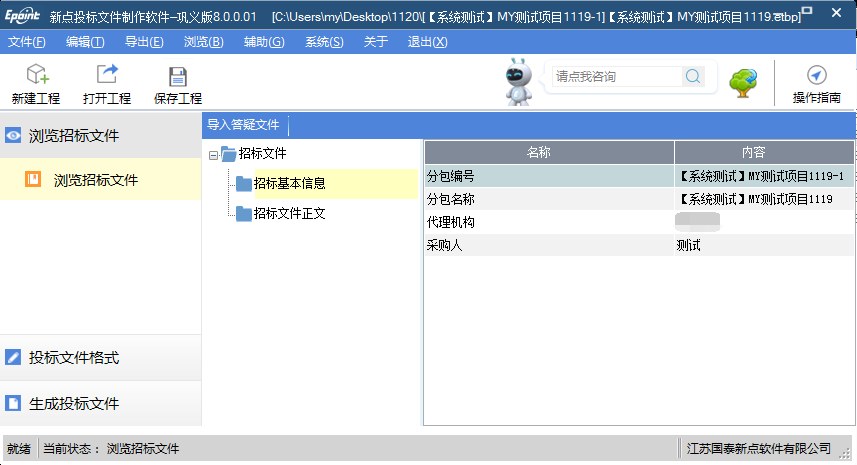 Epoint 新点投标文件制作软件-巩义版8.0.0.01 [C:\Users\my\Desktop\1120\[【系统测试】MY测试项目1119-1]【系统测试】MY测试项目1119.etbp]
文件(F) 编辑(T) 导出(E) 浏览(B) 辅助(G) 系统(S) 关于 退出(X)
请点我咨询
新建工程 打开工程 保存工程 操作指南
浏览招标文件
浏览招标文件
投标文件格式
生成投标文件
导入答疑文件
招标文件
招标基本信息
招标文件正文
名称 内容
分包编号 【系统测试】MY测试项目1119-1
分包名称 【系统测试】MY测试项目1119
代理机构
采购人 测试
就绪 当前状态： 浏览招标文件 江苏国泰新点软件有限公司